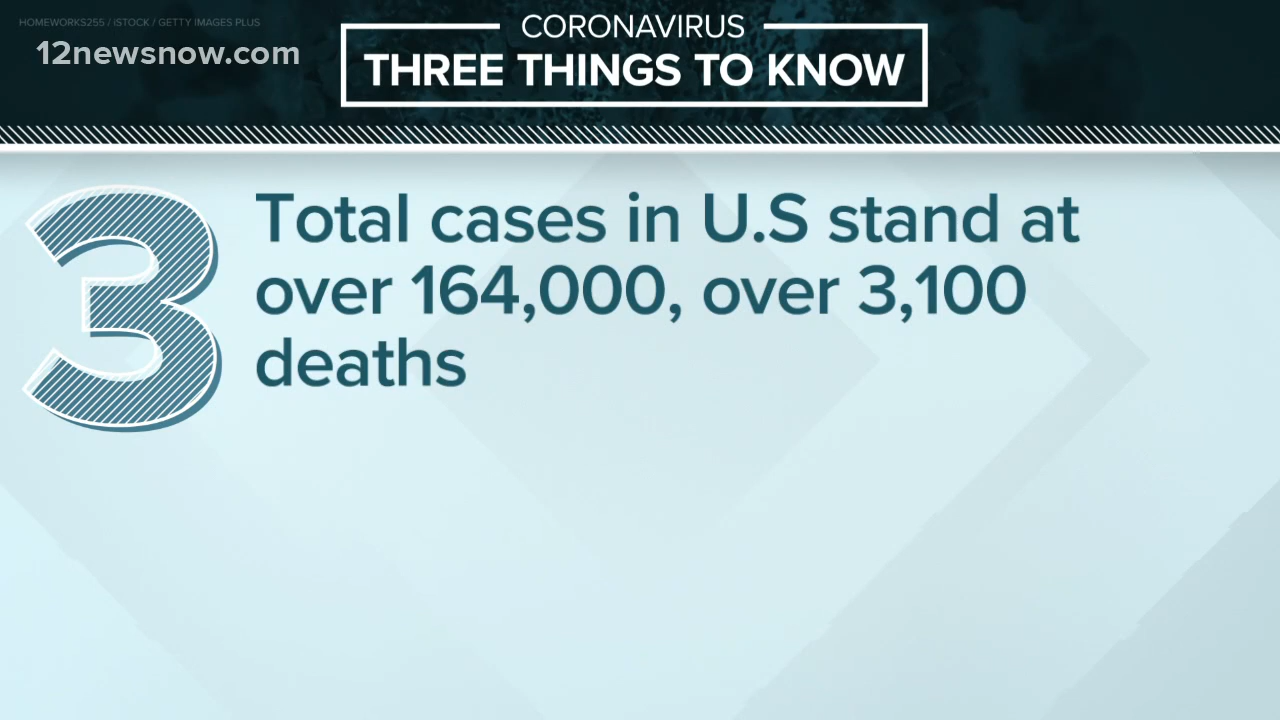 HOMEWORKS255 / iSTOCK / GETTY IMAGES PLUS
12newsnow.com
CORONAVIRUS
THREE THINGS TO KNOW
3
Total cases in U.S stand at
over 164,000, over 3,100
deaths